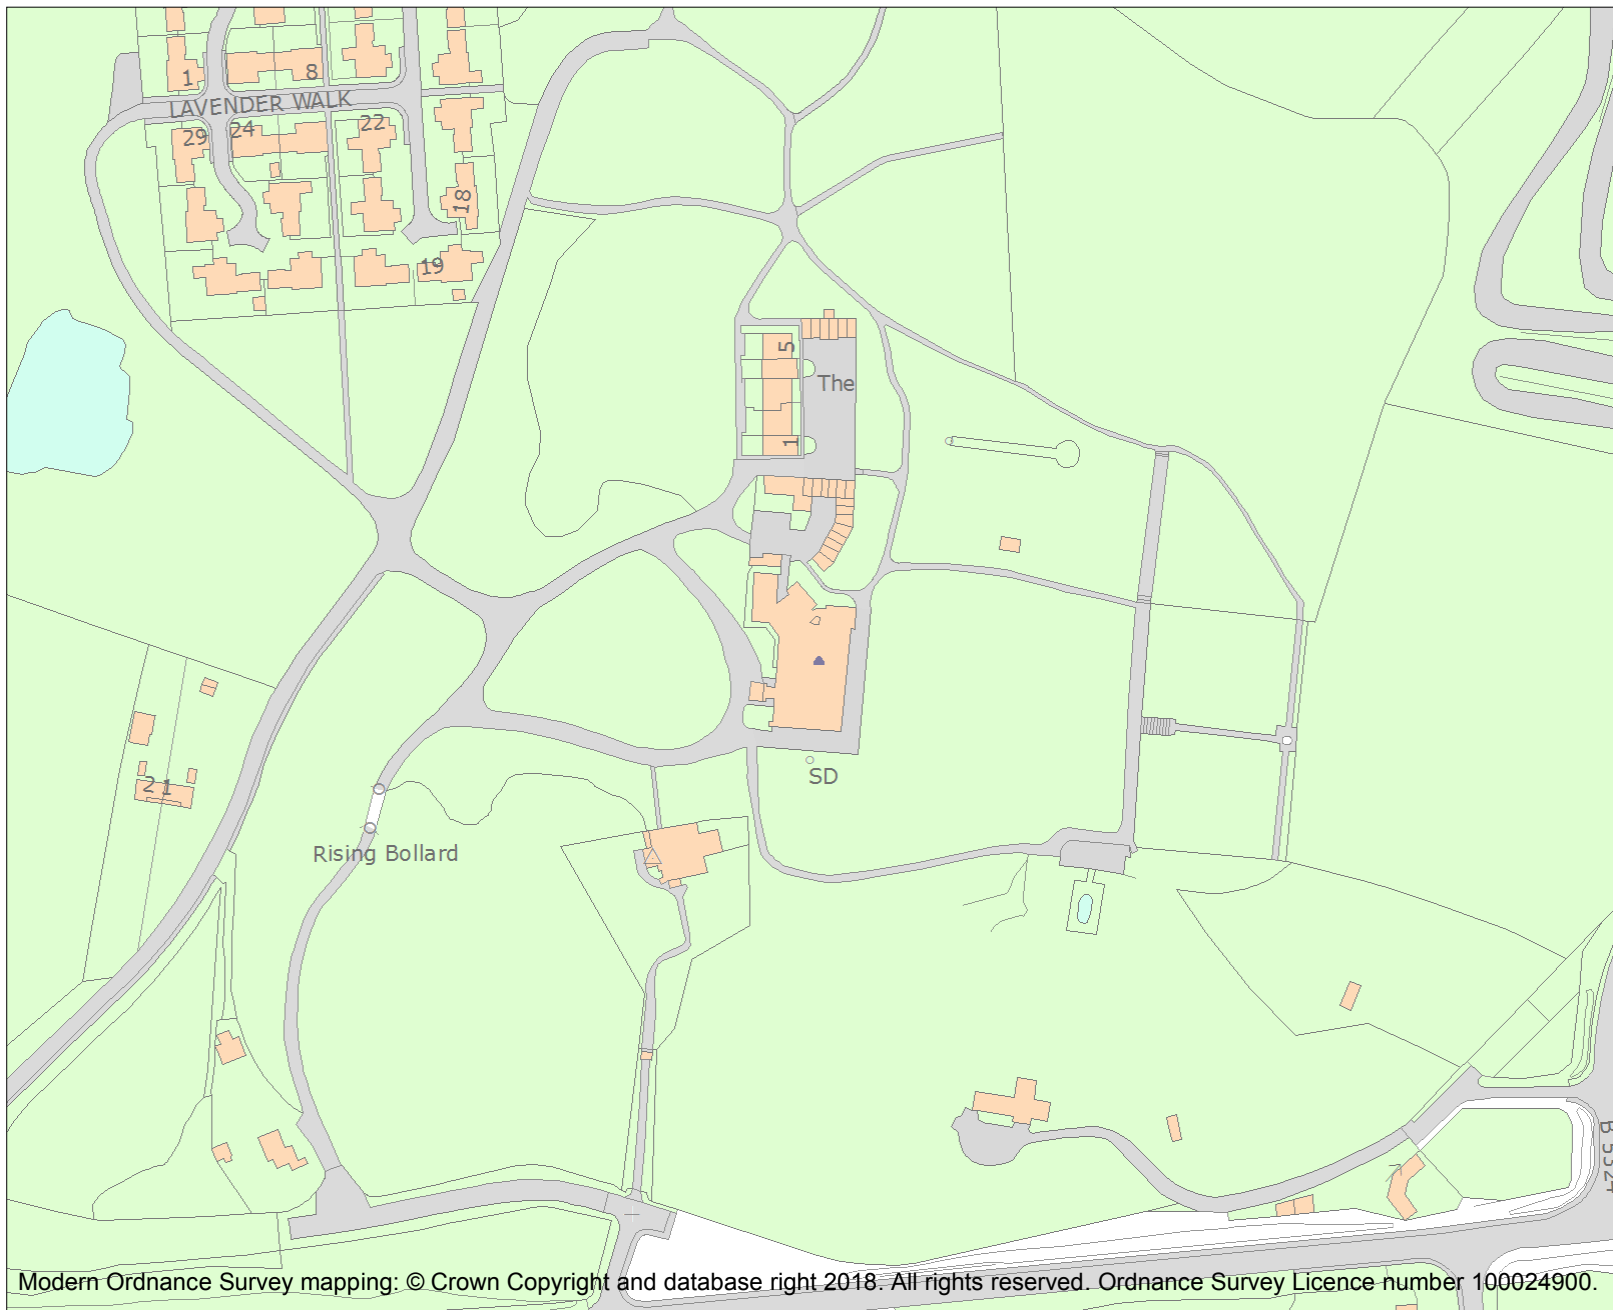 1
8
LAVENDER WALK
29
24
22
18
19
5
The
1
2 1
SD
Rising Bollard
B 5324
Modern Ordnance Survey mapping: © Crown Copyright and database right 2018. All rights reserved. Ordnance Survey Licence number 100024900.